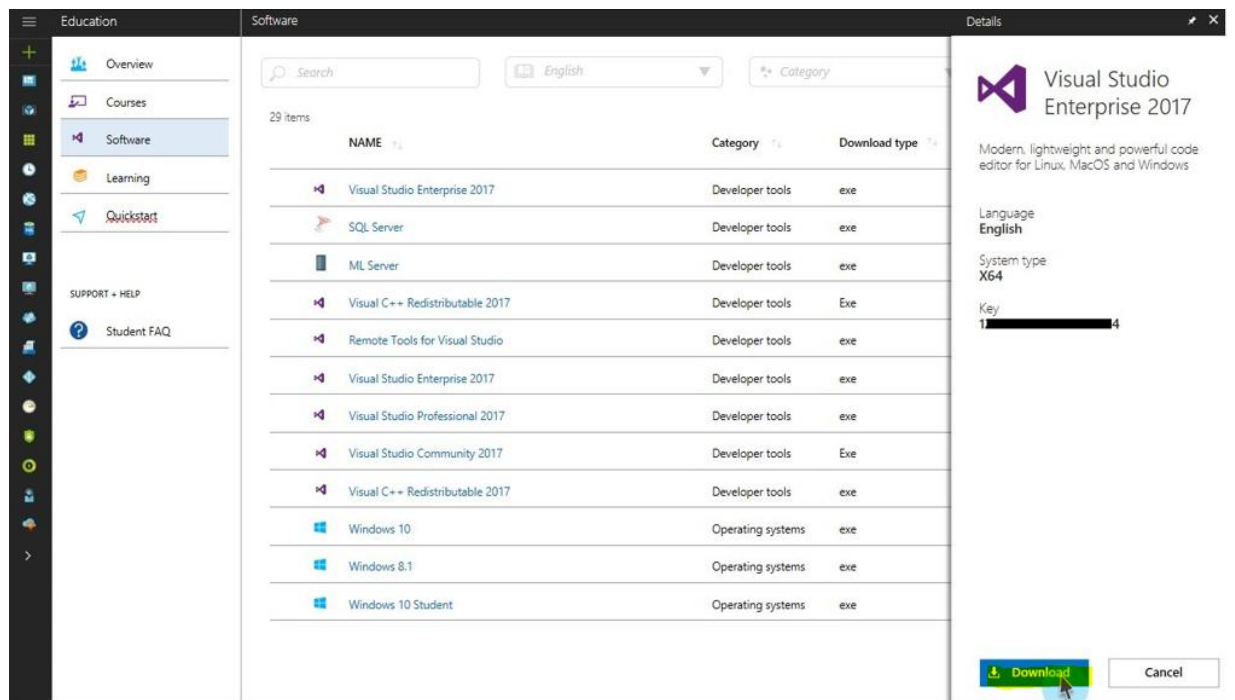 Education
Software
Details
Overview
Courses
Software
Learning
Quickstart
SUPPORT + HELP
Student FAQ
Search
English
Category
29 items
NAME Category Download type
Visual Studio Enterprise 2017 Developer tools exe
SQL Server Developer tools exe
ML Server Developer tools exe
Visual C++ Redistributable 2017 Developer tools Exe
Remote Tools for Visual Studio Developer tools exe
Visual Studio Enterprise 2017 Developer tools exe
Visual Studio Professional 2017 Developer tools exe
Visual Studio Community 2017 Developer tools Exe
Visual C++ Redistributable 2017 Developer tools exe
Windows 10 Operating systems exe
Windows 8.1 Operating systems exe
Windows 10 Student Operating systems exe
Visual Studio
Enterprise 2017
Modern, lightweight and powerful code
editor for Linux, MacOS and Windows
Language
English
System type
X64
Key
1 4
Download
Cancel